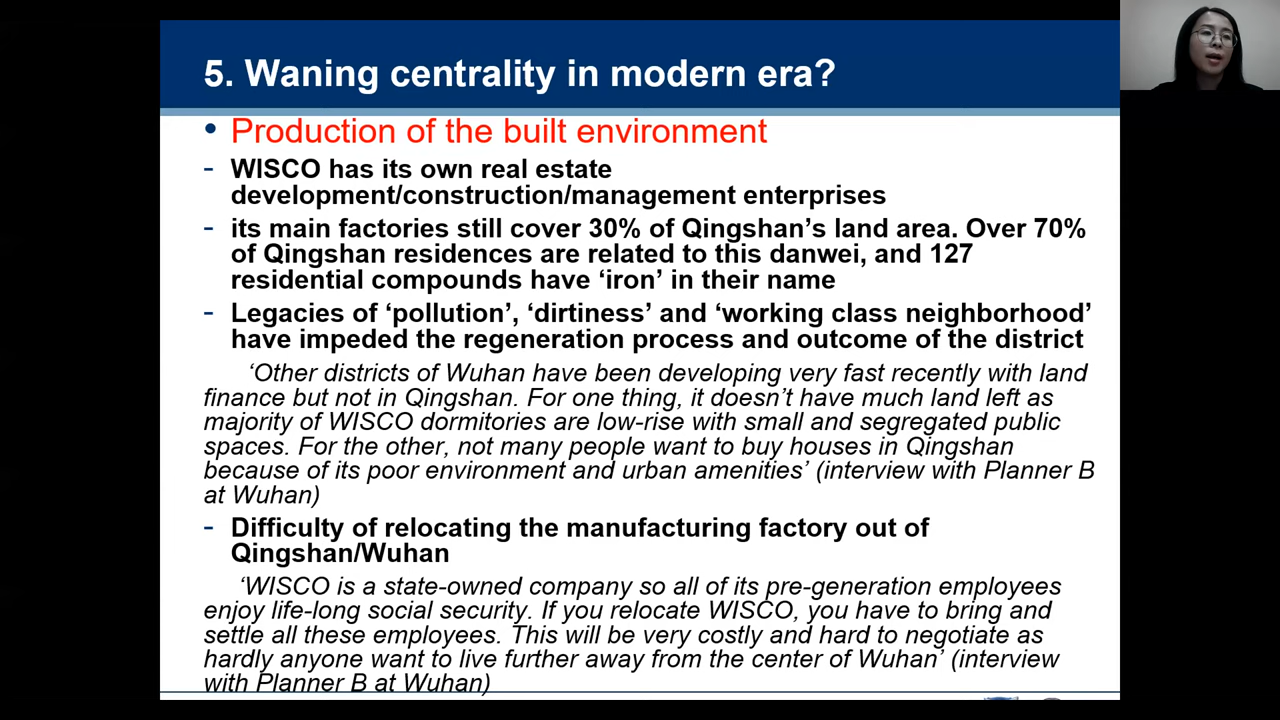 5. Waning centrality in modern era?
• Production of the built environment
- WISCO has its own real estate
development/construction/management enterprises
- its main factories still cover 30% of Qingshan’s land area. Over 70%
of Qingshan residences are related to this danwei, and 127
residential compounds have ‘iron’ in their name
- Legacies of ‘pollution’, ‘dirtiness’ and ‘working class neighborhood’
have impeded the regeneration process and outcome of the district
‘Other districts of Wuhan have been developing very fast recently with land
finance but not in Qingshan. For one thing, it doesn’t have much land left as
majority of WISCO dormitories are low-rise with small and segregated public
spaces. For the other, not many people want to buy houses in Qingshan
because of its poor environment and urban amenities’ (interview with Planner B
at Wuhan)
- Difficulty of relocating the manufacturing factory out of
Qingshan/Wuhan
‘WISCO is a state-owned company so all of its pre-generation employees
enjoy life-long social security. If you relocate WISCO, you have to bring and
settle all these employees. This will be very costly and hard to negotiate as
hardly anyone want to live further away from the center of Wuhan’ (interview
with Planner B at Wuhan)